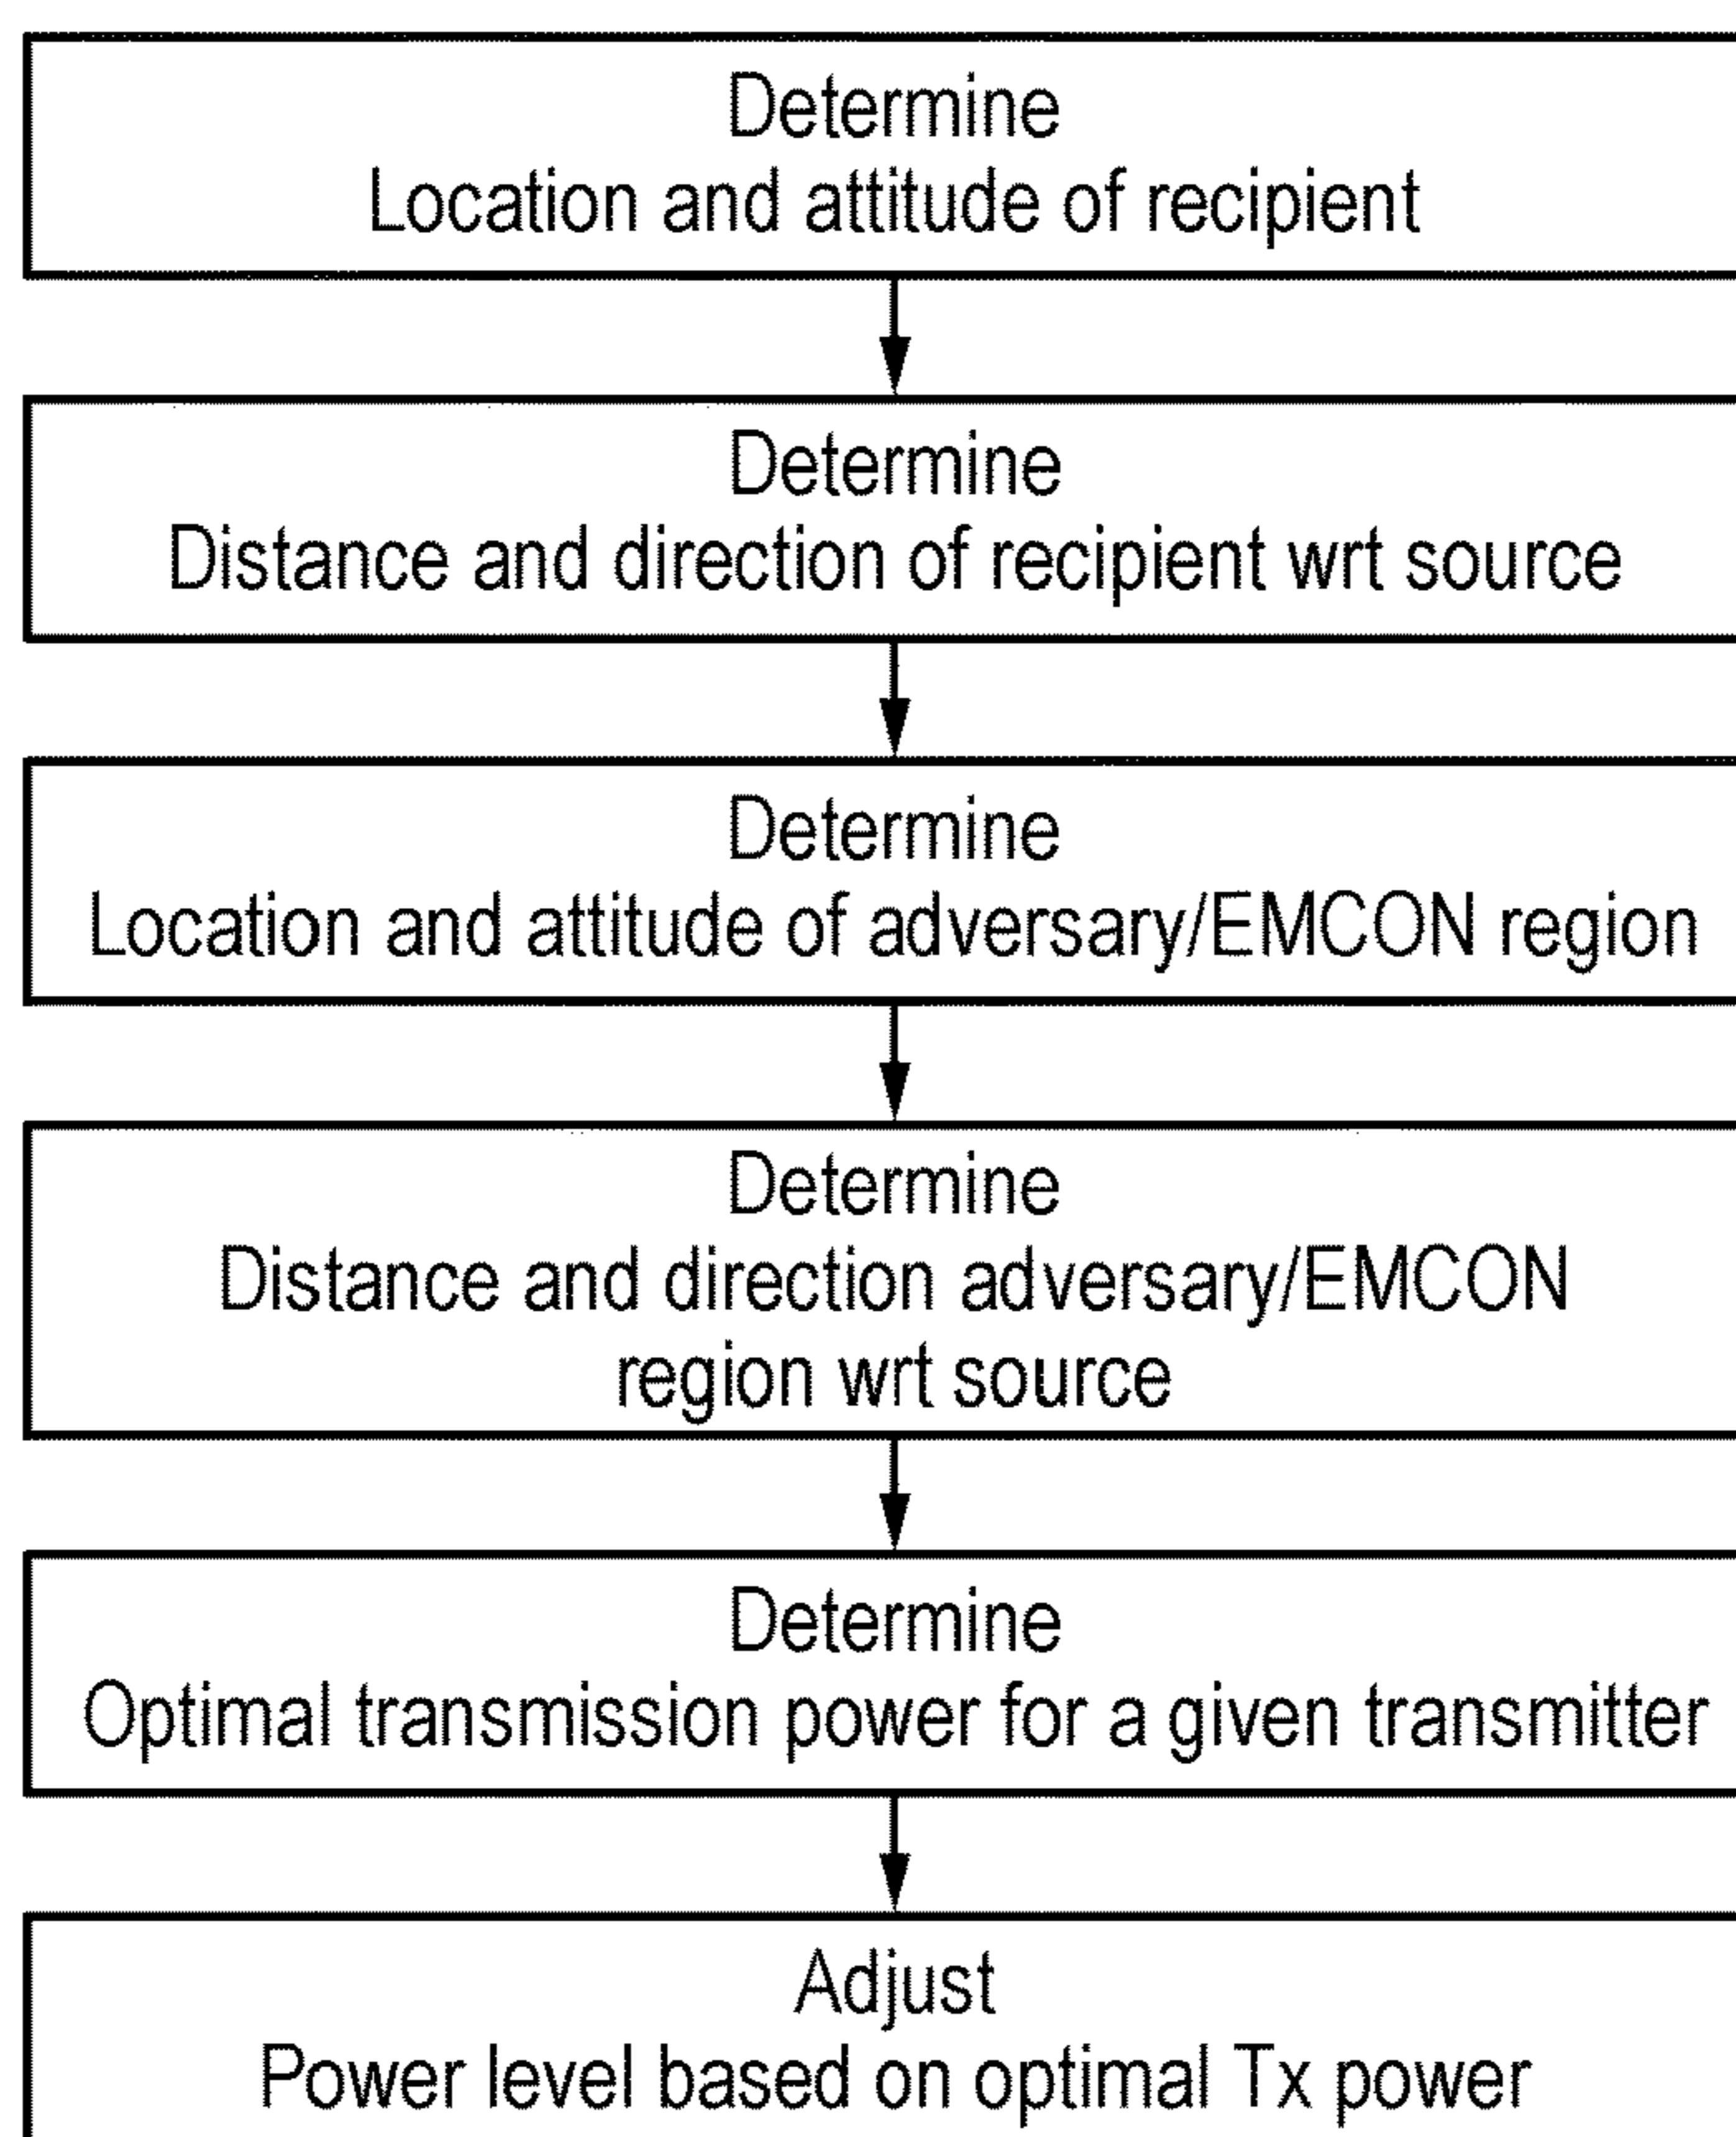 Determine
Location and attitude of recipient
Determine
Distance and direction of recipient wrt source
Determine
Location and attitude of adversary/EMCON region
Determine
Distance and direction adversary/EMCON
region wrt source
Determine
Optimal transmission power for a given transmitter
Adjust
Power level based on optimal Tx power